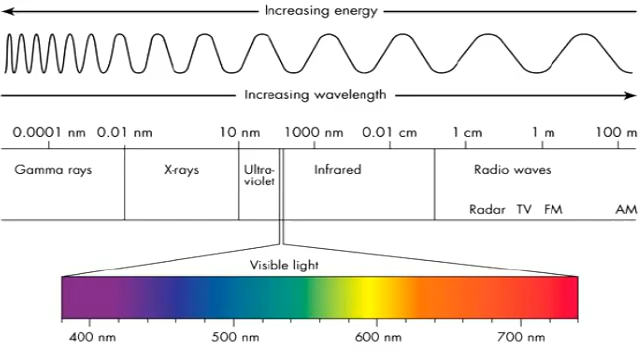 Increasing energy
Increasing wavelength
0.0001 nm 0.01 nm 10 nm 1000 nm 0.01 cm 1 cm 1 m 100 m
Gamma rays X-rays Ultra- Infrared Radio waves
violet
Radar TV FM AM
Visible light
400 nm 500 nm 600 nm 700 nm